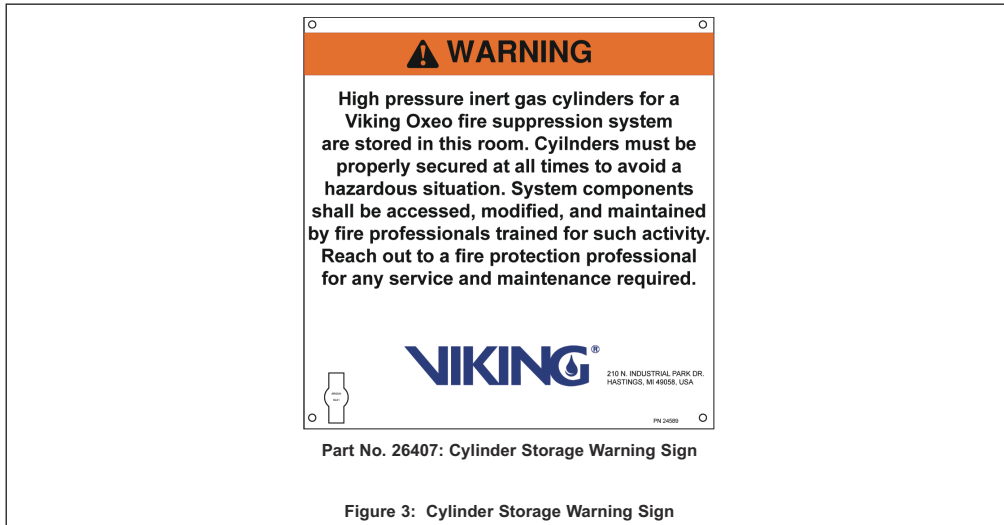 WARNING
High pressure inert gas cylinders for a
Viking Oxeo fire suppression system
are stored in this room. Cyilnders must be
properly secured at all times to avoid a
hazardous situation. System components
shall be accessed, modified, and maintained
by fire professionals trained for such activity.
Reach out to a fire protection professional
for any service and maintenance required.
VIKING®
210 N. INDUSTRIAL PARK DR.
HASTINGS, MI 49058, USA
PN 24589
Part No. 26407: Cylinder Storage Warning Sign
Figure 3: Cylinder Storage Warning Sign